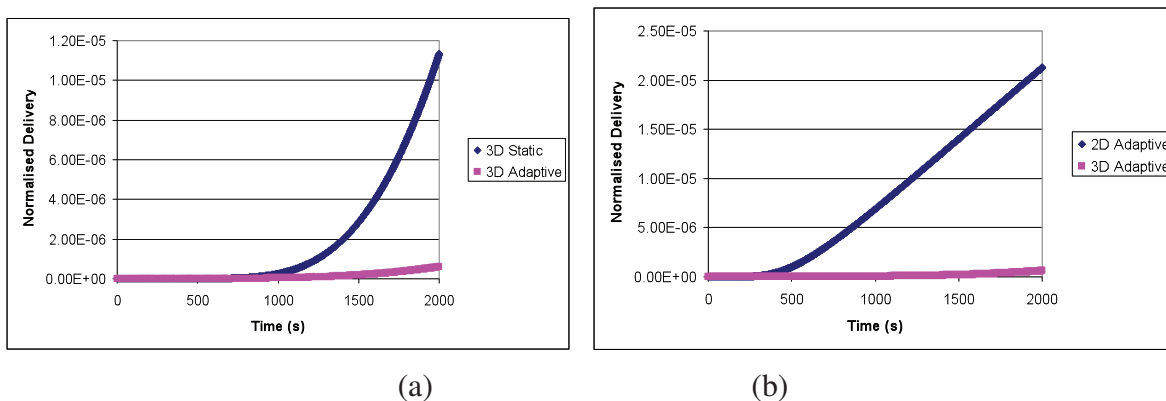 1.20E-05
1.00E-05
8.00E-06
6.00E-06
4.00E-06
2.00E-06
0.00E+00
Normalised Delivery
0 500 1000 1500 2000
Time (s)
3D Static
3D Adaptive
(a)
2.50E-05
2.00E-05
1.50E-05
1.00E-05
5.00E-06
0.00E+00
Normalised Delivery
0 500 1000 1500 2000
Time (s)
2D Adaptive
3D Adaptive
(b)